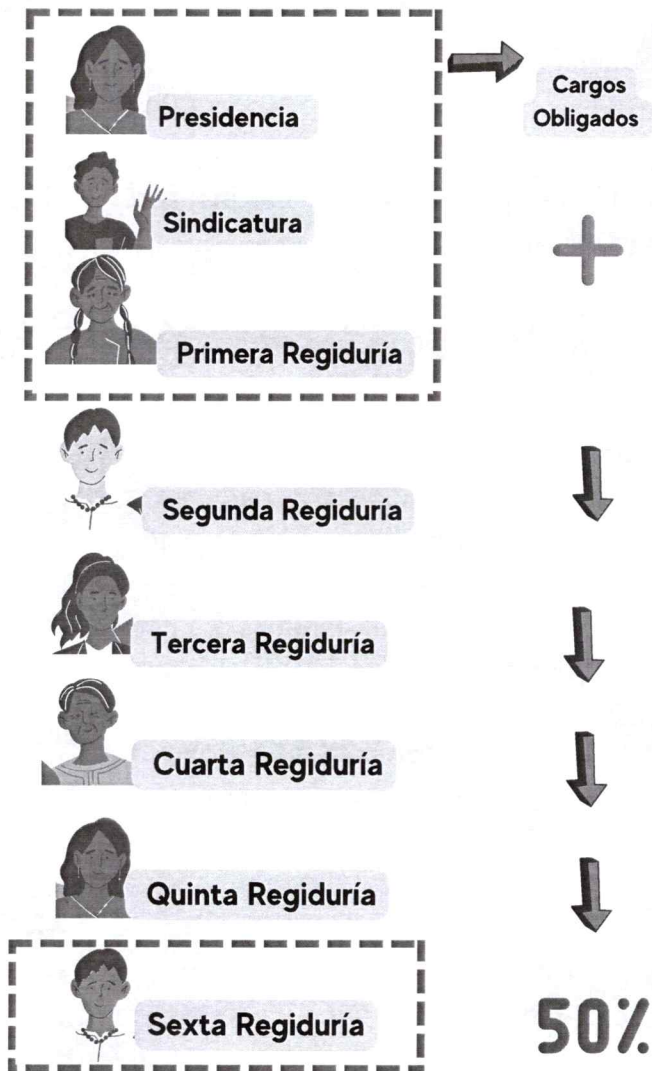 Presidencia
Cargos
Obligados
Sindicatura
Primera Regiduría
Segunda Regiduría
Tercera Regiduría
Cuarta Regiduría
Quinta Regiduría
Sexta Regiduría
50%